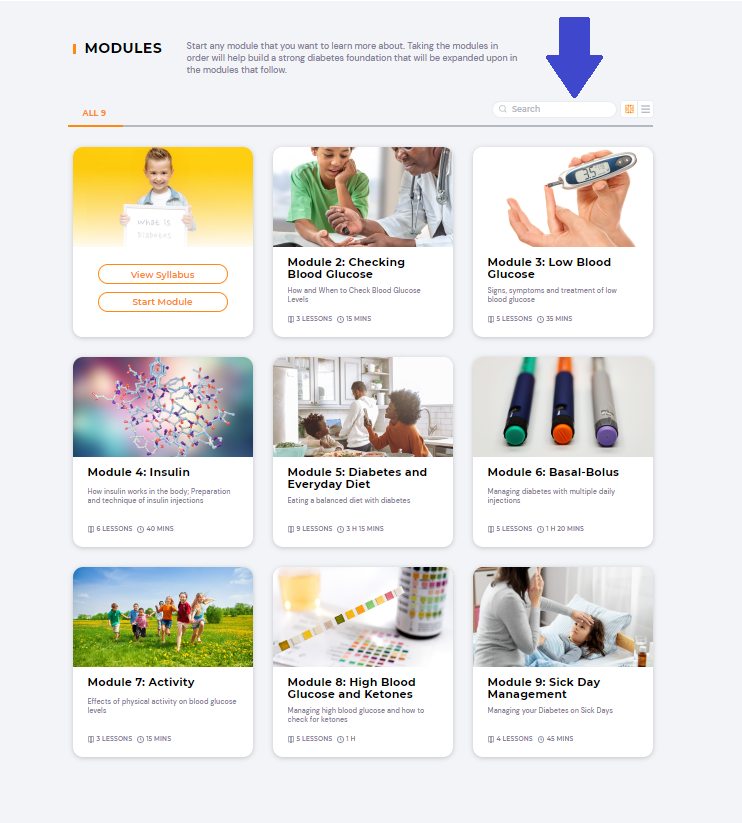 MODULES
Start any module that you want to learn more about. Taking the modules in
order will help build a strong diabetes foundation that will be expanded upon in
the modules that follow.
Search
ALL 9
What is
Diabetes
View Syllabus
Start Module
Module 2: Checking
Blood Glucose
How and When to Check Blood Glucose
Levels
3 LESSONS 15 MINS
3.5
Module 3: Low Blood
Glucose
Signs, symptoms and treatment of low
blood glucose
5 LESSONS 35 MINS
Module 4: Insulin
How insulin works in the body; Preparation
and technique of insulin injections
6 LESSONS 40 MINS
Module 5: Diabetes and
Everyday Diet
Eating a balanced diet with diabetes
9 LESSONS 3 H 15 MINS
Module 6: Basal-Bolus
Managing diabetes with multiple daily
injections
5 LESSONS 1 H 20 MINS
Module 7: Activity
Effects of physical activity on blood glucose
levels
3 LESSONS 15 MINS
Module 8: High Blood
Glucose and Ketones
Managing high blood glucose and how to
check for ketones
5 LESSONS 1 H
Module 9: Sick Day
Management
Managing your Diabetes on Sick Days
4 LESSONS 45 MINS